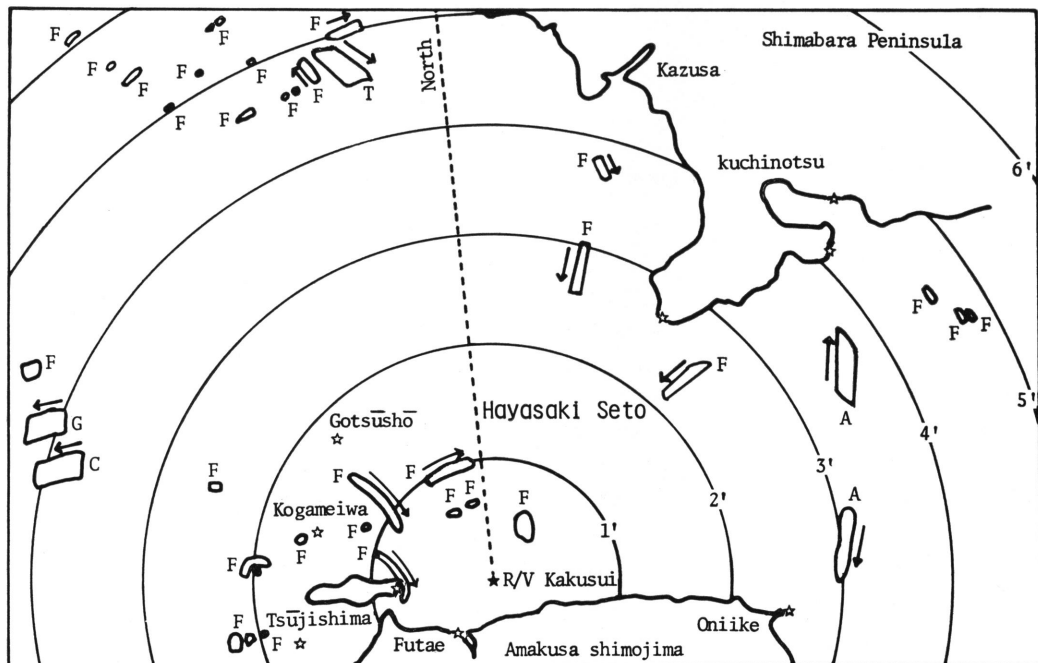 F
F
F
Shimabara Peninsula
North
Kazusa
F
F
F
F
F
T
F
F
kuchinotsu
6'
F
F
F
F
F
F
F
F
5'
A
4'
G
Gotsūshō
Hayasaki Seto
C
3'
F
F
F
2'
A
Kogameiwa
F
F
F
F
1'
F
F
F
R/V Kakusui
Tsūjishima
Oniike
F
F
Futae
Amakusa shimojima